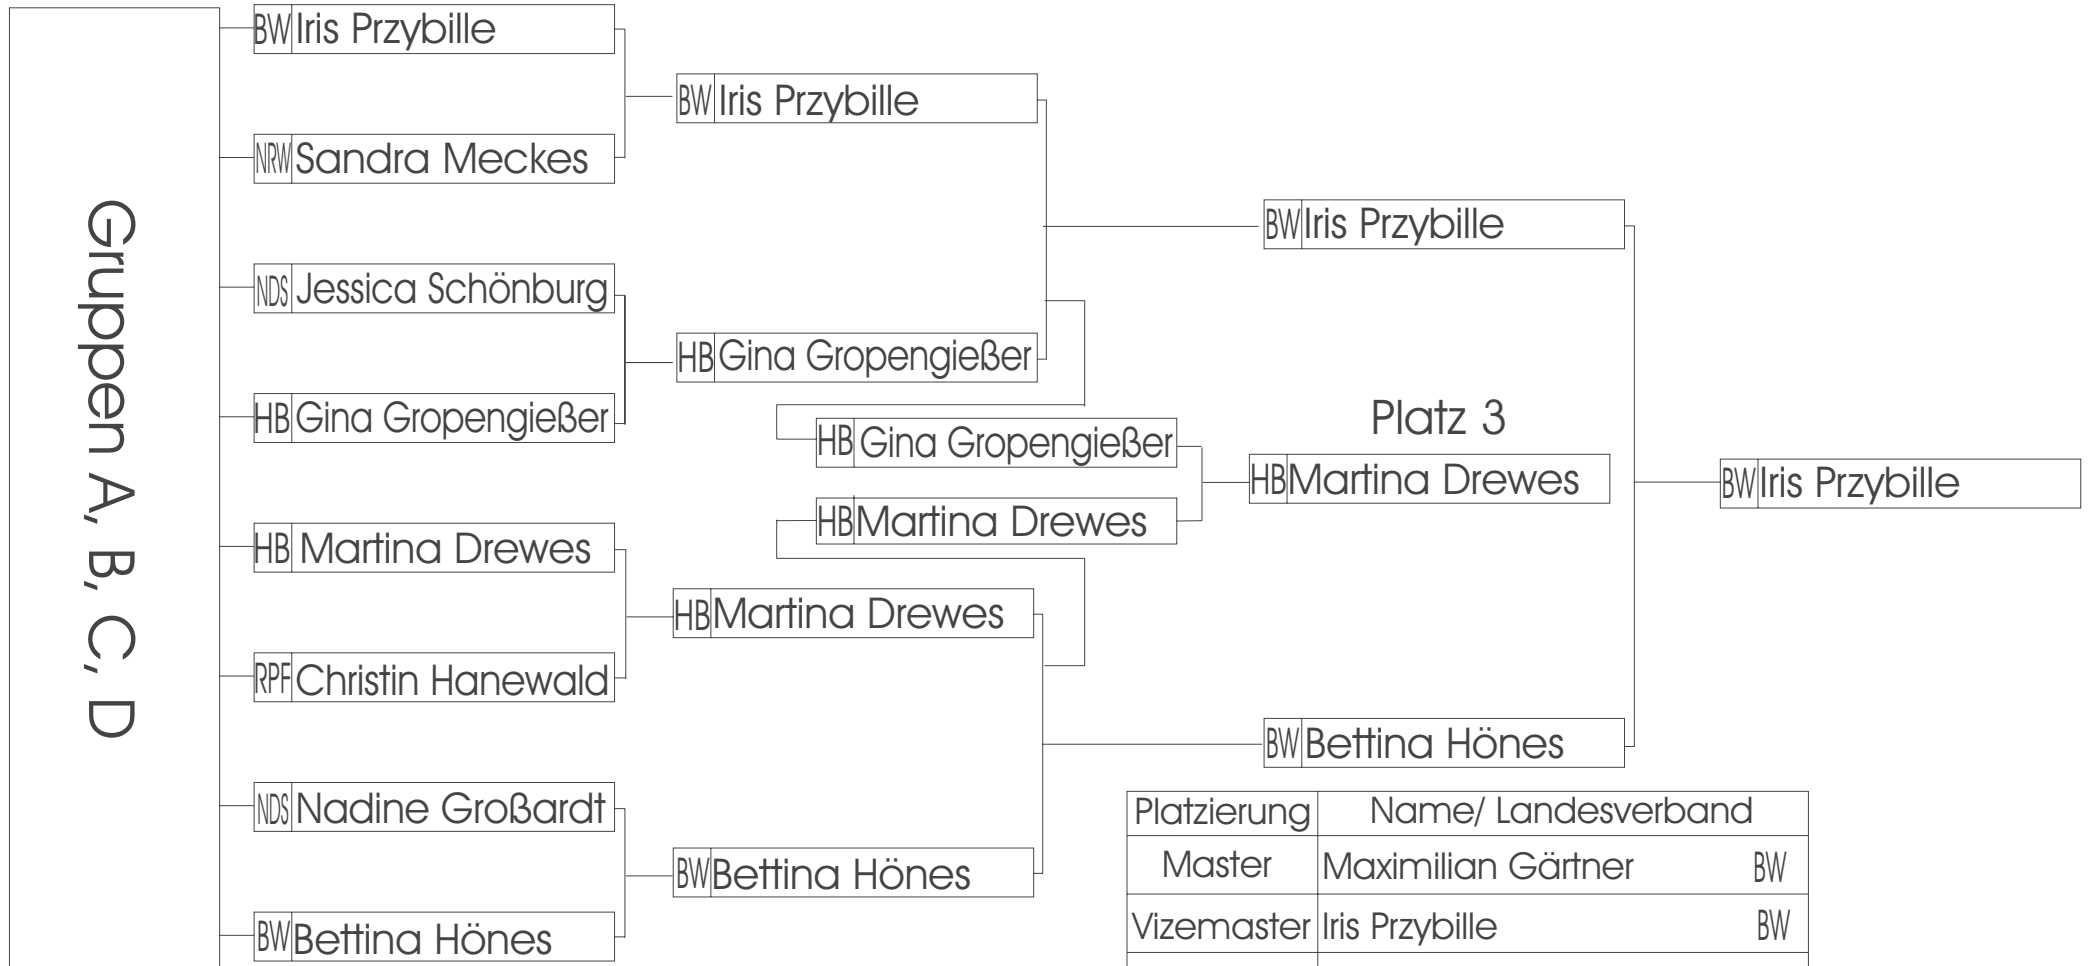 Gruppen A, B, C, D
BW Iris Przybille
NRW Sandra Meckes
NDS Jessica Schönburg
HB Gina Gropengießer
HB Martina Drewes
RPF Christin Hanewald
NDS Nadine Großardt
BW Bettina Hönes
BW Iris Przybille
HB Gina Gropengießer
HB Martina Drewes
BW Bettina Hönes
HB Gina Gropengießer
HB Martina Drewes
Platz 3
HB Martina Drewes
BW Iris Przybille
BW Bettina Hönes
BW Iris Przybille
Platzierung Name/ Landesverband
Master Maximilian Gärtner BW
Vizemaster Iris Przybille BW